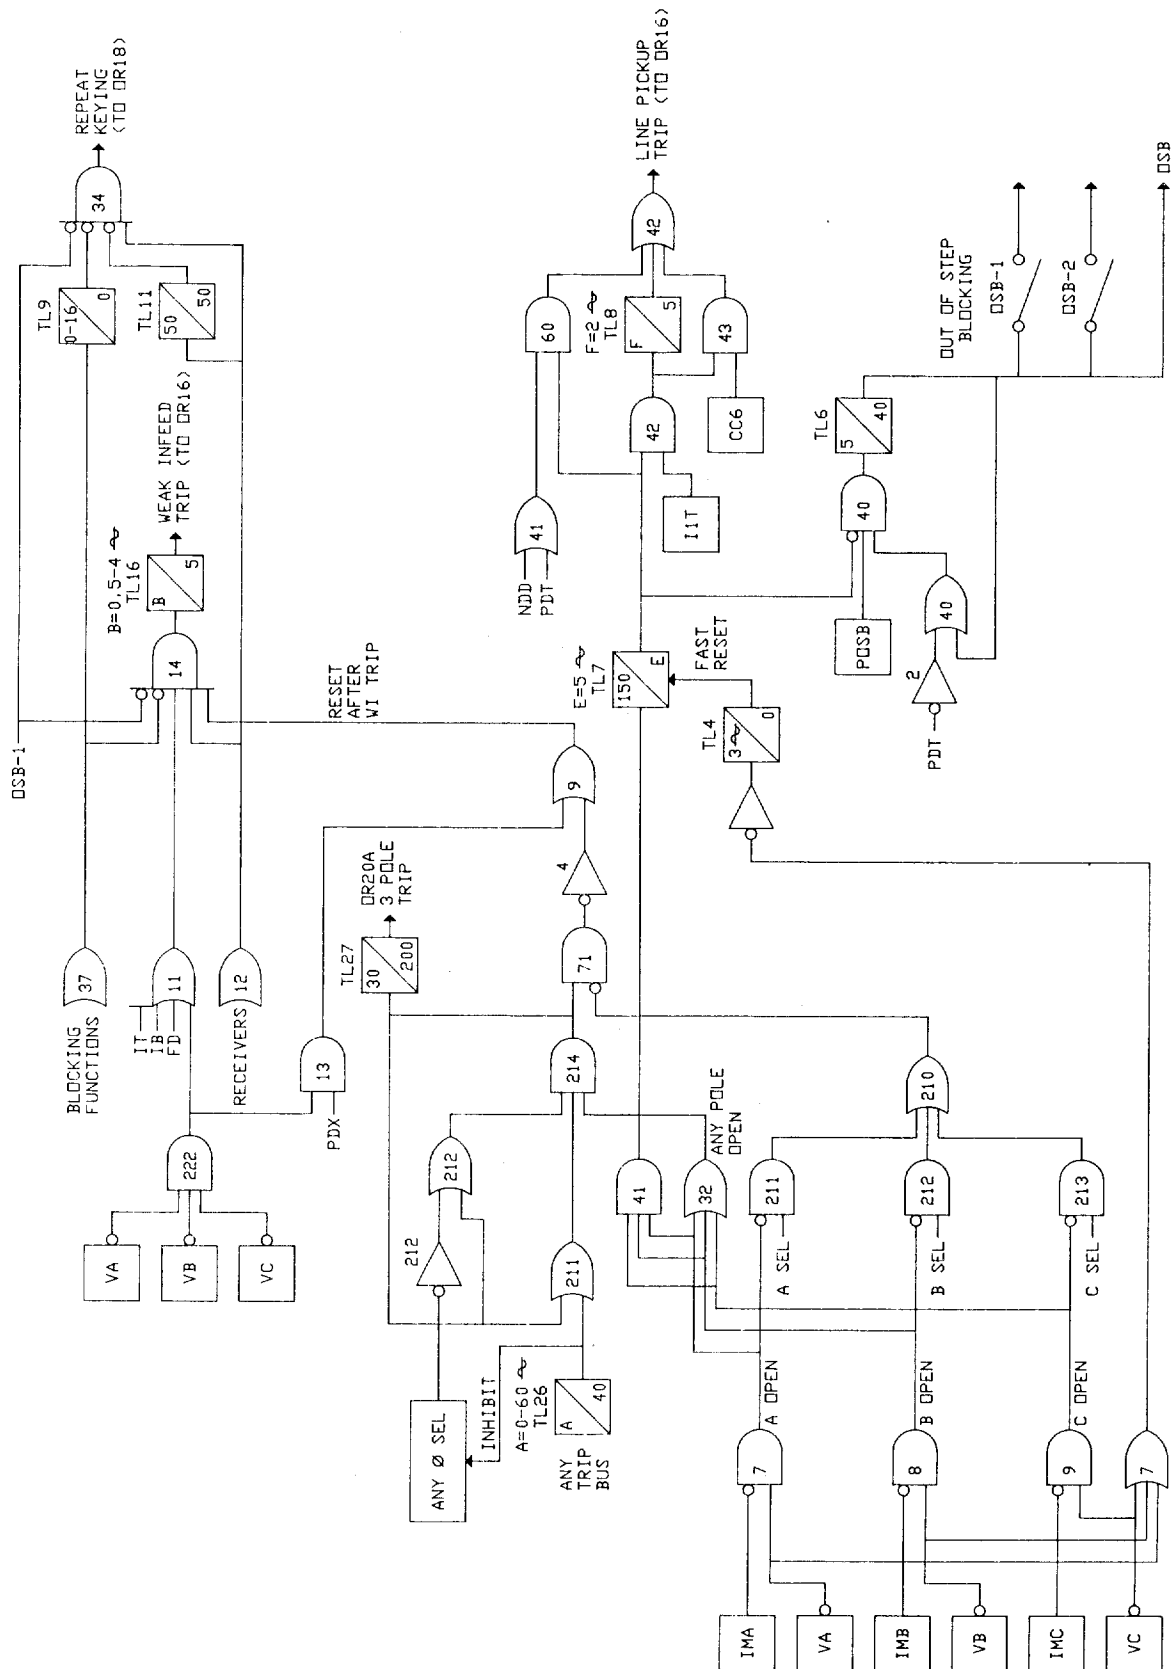 OSB-1
TL9
0-16
0
34
REPEAT
KEYING
(TO OR18)
TL11
50
50
B=0.5-4
TL16
B
5
WEAK INFEED
TRIP (TO OR16)
14
RESET
AFTER
WI TRIP
BLOCKING
FUNCTIONS
37
IT
IB
FD
11
RECEIVERS
12
VA
VB
VC
222
PDX
13
9
4
TL27
30
200
OR20A
3 POLE
TRIP
71
214
212
212
211
ANY Ø SEL
INHIBIT
A=0-60
TL26
A
40
ANY
TRIP
BUS
41
32
ANY POLE
OPEN
210
211
212
213
A SEL
B SEL
C SEL
A OPEN
B OPEN
C OPEN
7
8
9
7
IMA
VA
IMB
VB
IMC
VC
E=5
TL7
150
E
FAST
RESET
TL4
3
0
NDD
PDT
41
60
F=2
TL8
F
5
42
LINE PICKUP
TRIP (TO OR16)
43
42
CC6
I1T
POSB
40
TL6
5
40
PDT
2
40
OUT OF STEP
BLOCKING
OSB-1
OSB-2
OSB